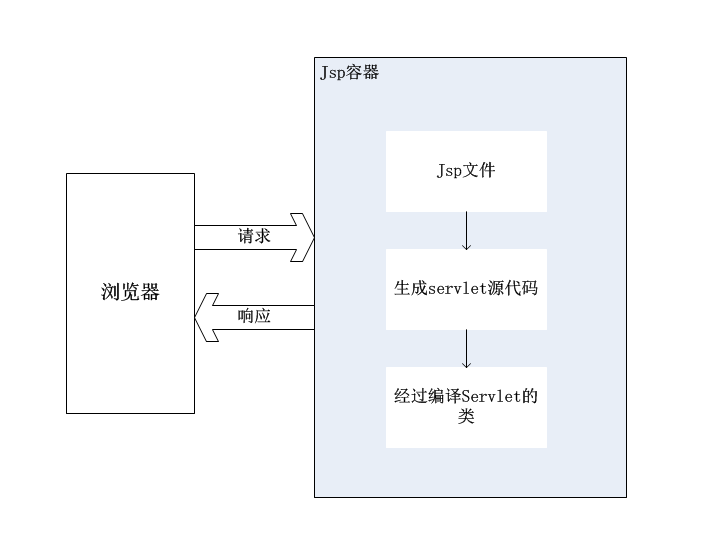 Jsp容器
Jsp文件
请求
浏览器
生成servlet源代码
响应
经过编译Servlet的
类